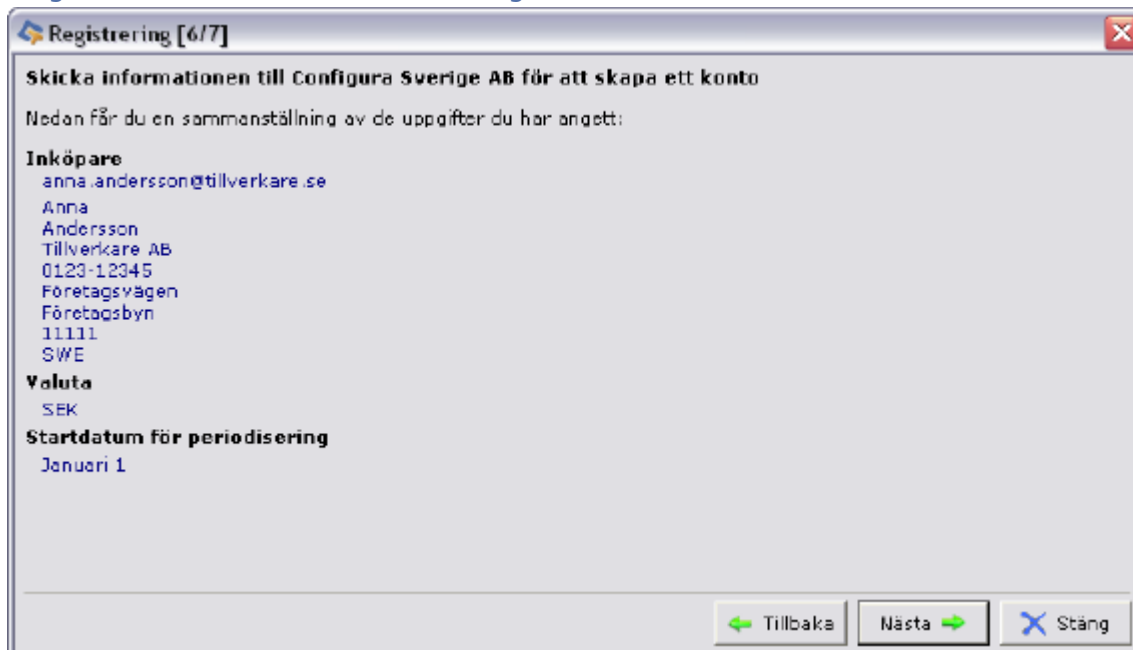 Registrering [6/7]
Skicka informationen till Configura Sverige AB för att skapa ett konto
Nedan får du en sammanställning av de uppgifter du har angett:
Inköpare
anna.andersson@tillverkare.se
Anna
Andersson
Tillverkare AB
0123-12345
Företagsvägen
Företagsbyn
11111
SWE
Valuta
SEK
Startdatum för periodisering
Januari 1
Tillbaka Nästa Stäng